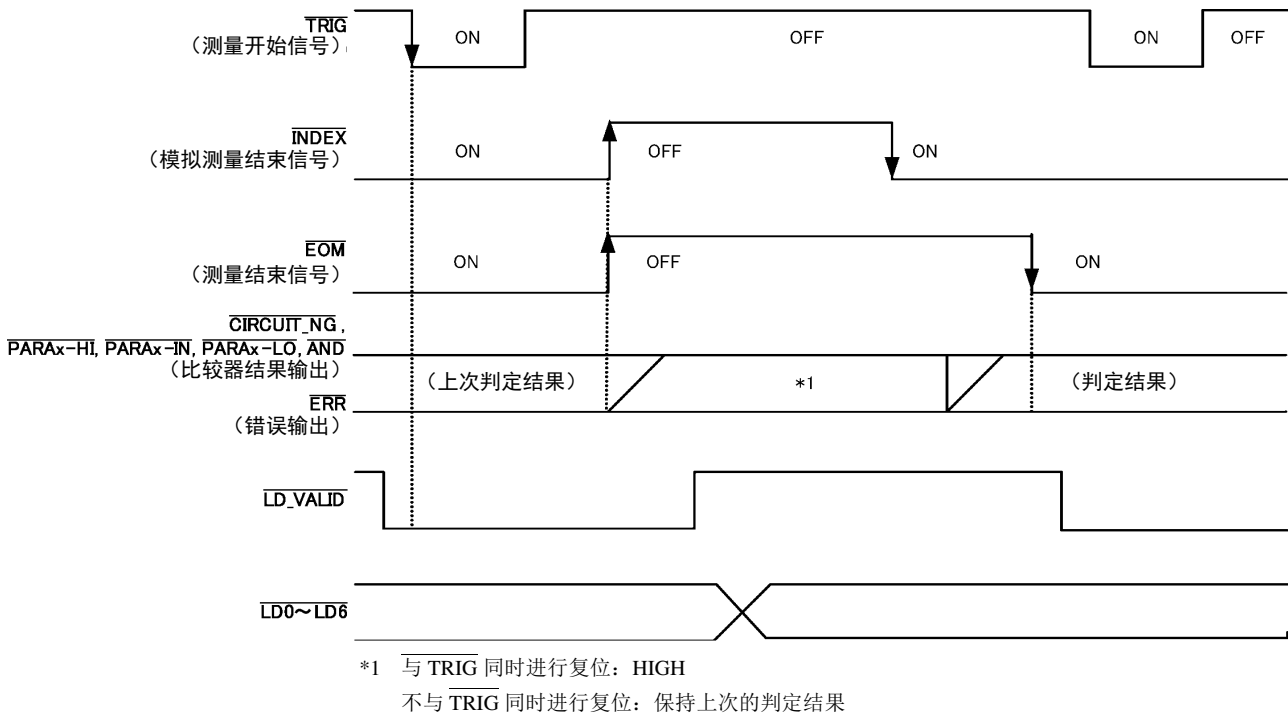 TRIG
（测量开始信号）
ON OFF ON OFF
INDEX
（模拟测量结束信号）
ON OFF ON
EOM
（测量结束信号）
ON OFF ON
CIRCUIT_NG ,
PARAx-HI, PARAx-IN, PARAx-LO, AND
（比较器结果输出）
（上次判定结果） *1 （判定结果）
ERR
（错误输出）
LD_VALID
LD0～LD6
*1 与 TRIG 同时进行复位：HIGH
不与 TRIG 同时进行复位：保持上次的判定结果